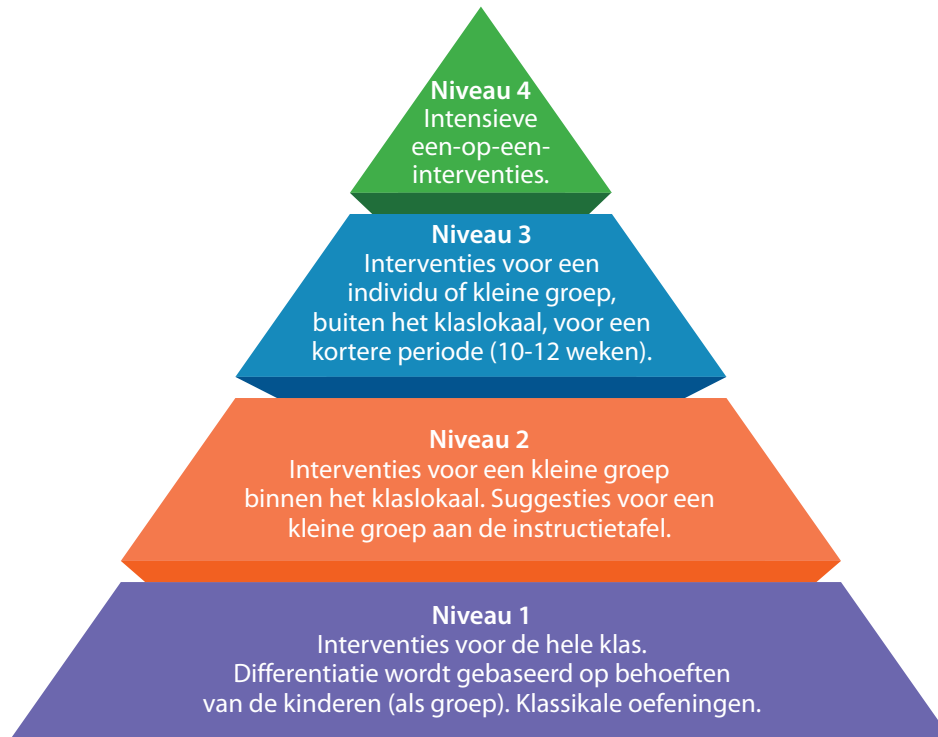 Niveau 4
Intensieve
een-op-een-
interventies.
Niveau 3
Interventies voor een
individu of kleine groep,
buiten het klaslokaal, voor een
kortere periode (10-12 weken).
Niveau 2
Interventies voor een kleine groep
binnen het klaslokaal. Suggesties voor een
kleine groep aan de instructietafel.
Niveau 1
Interventies voor de hele klas.
Differentiatie wordt gebaseerd op behoeften
van de kinderen (als groep). Klassikale oefeningen.